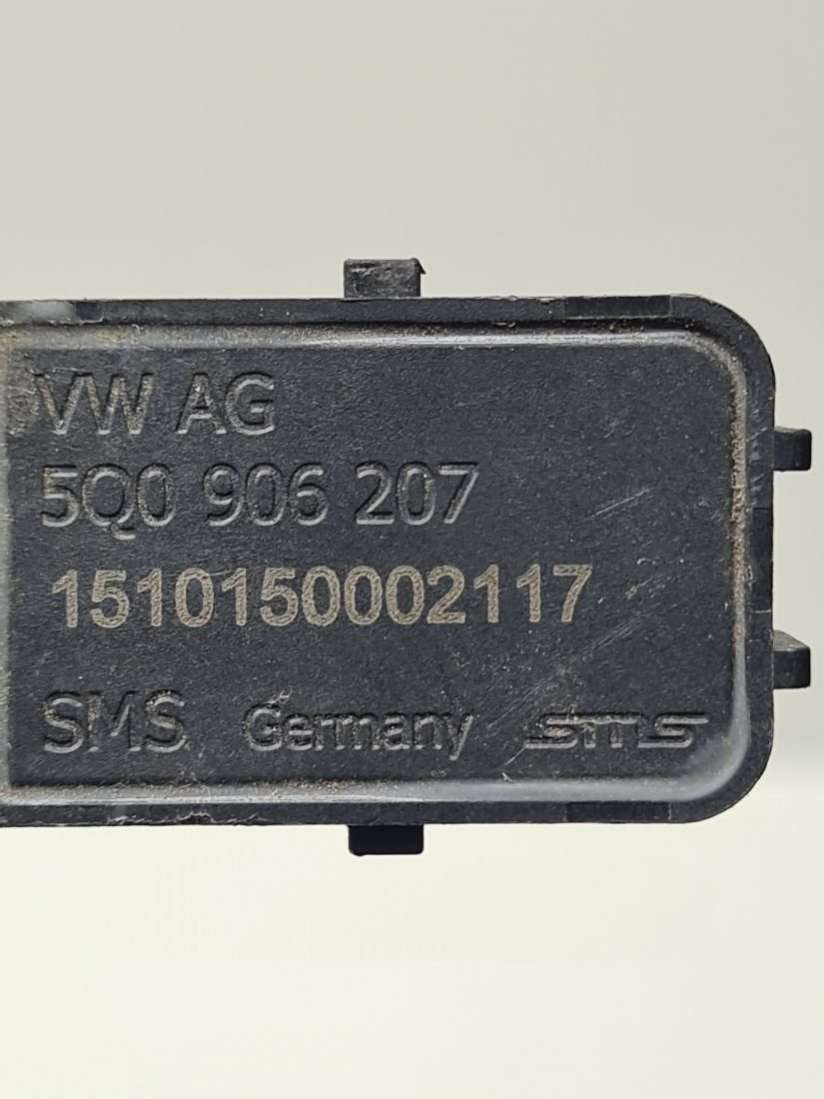 VW AG
5Q0 906 207
1510150002117
SMS Germany sms